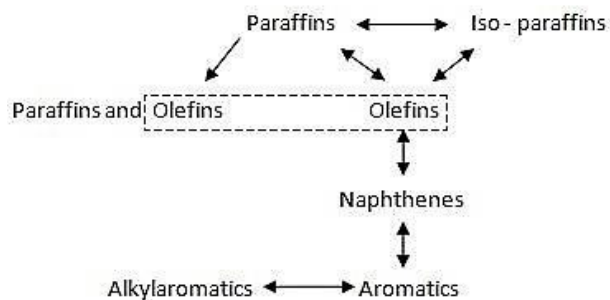 Paraffins Iso - paraffins
Paraffins and Olefins Olefins
Naphthenes
Alkylaromatics Aromatics